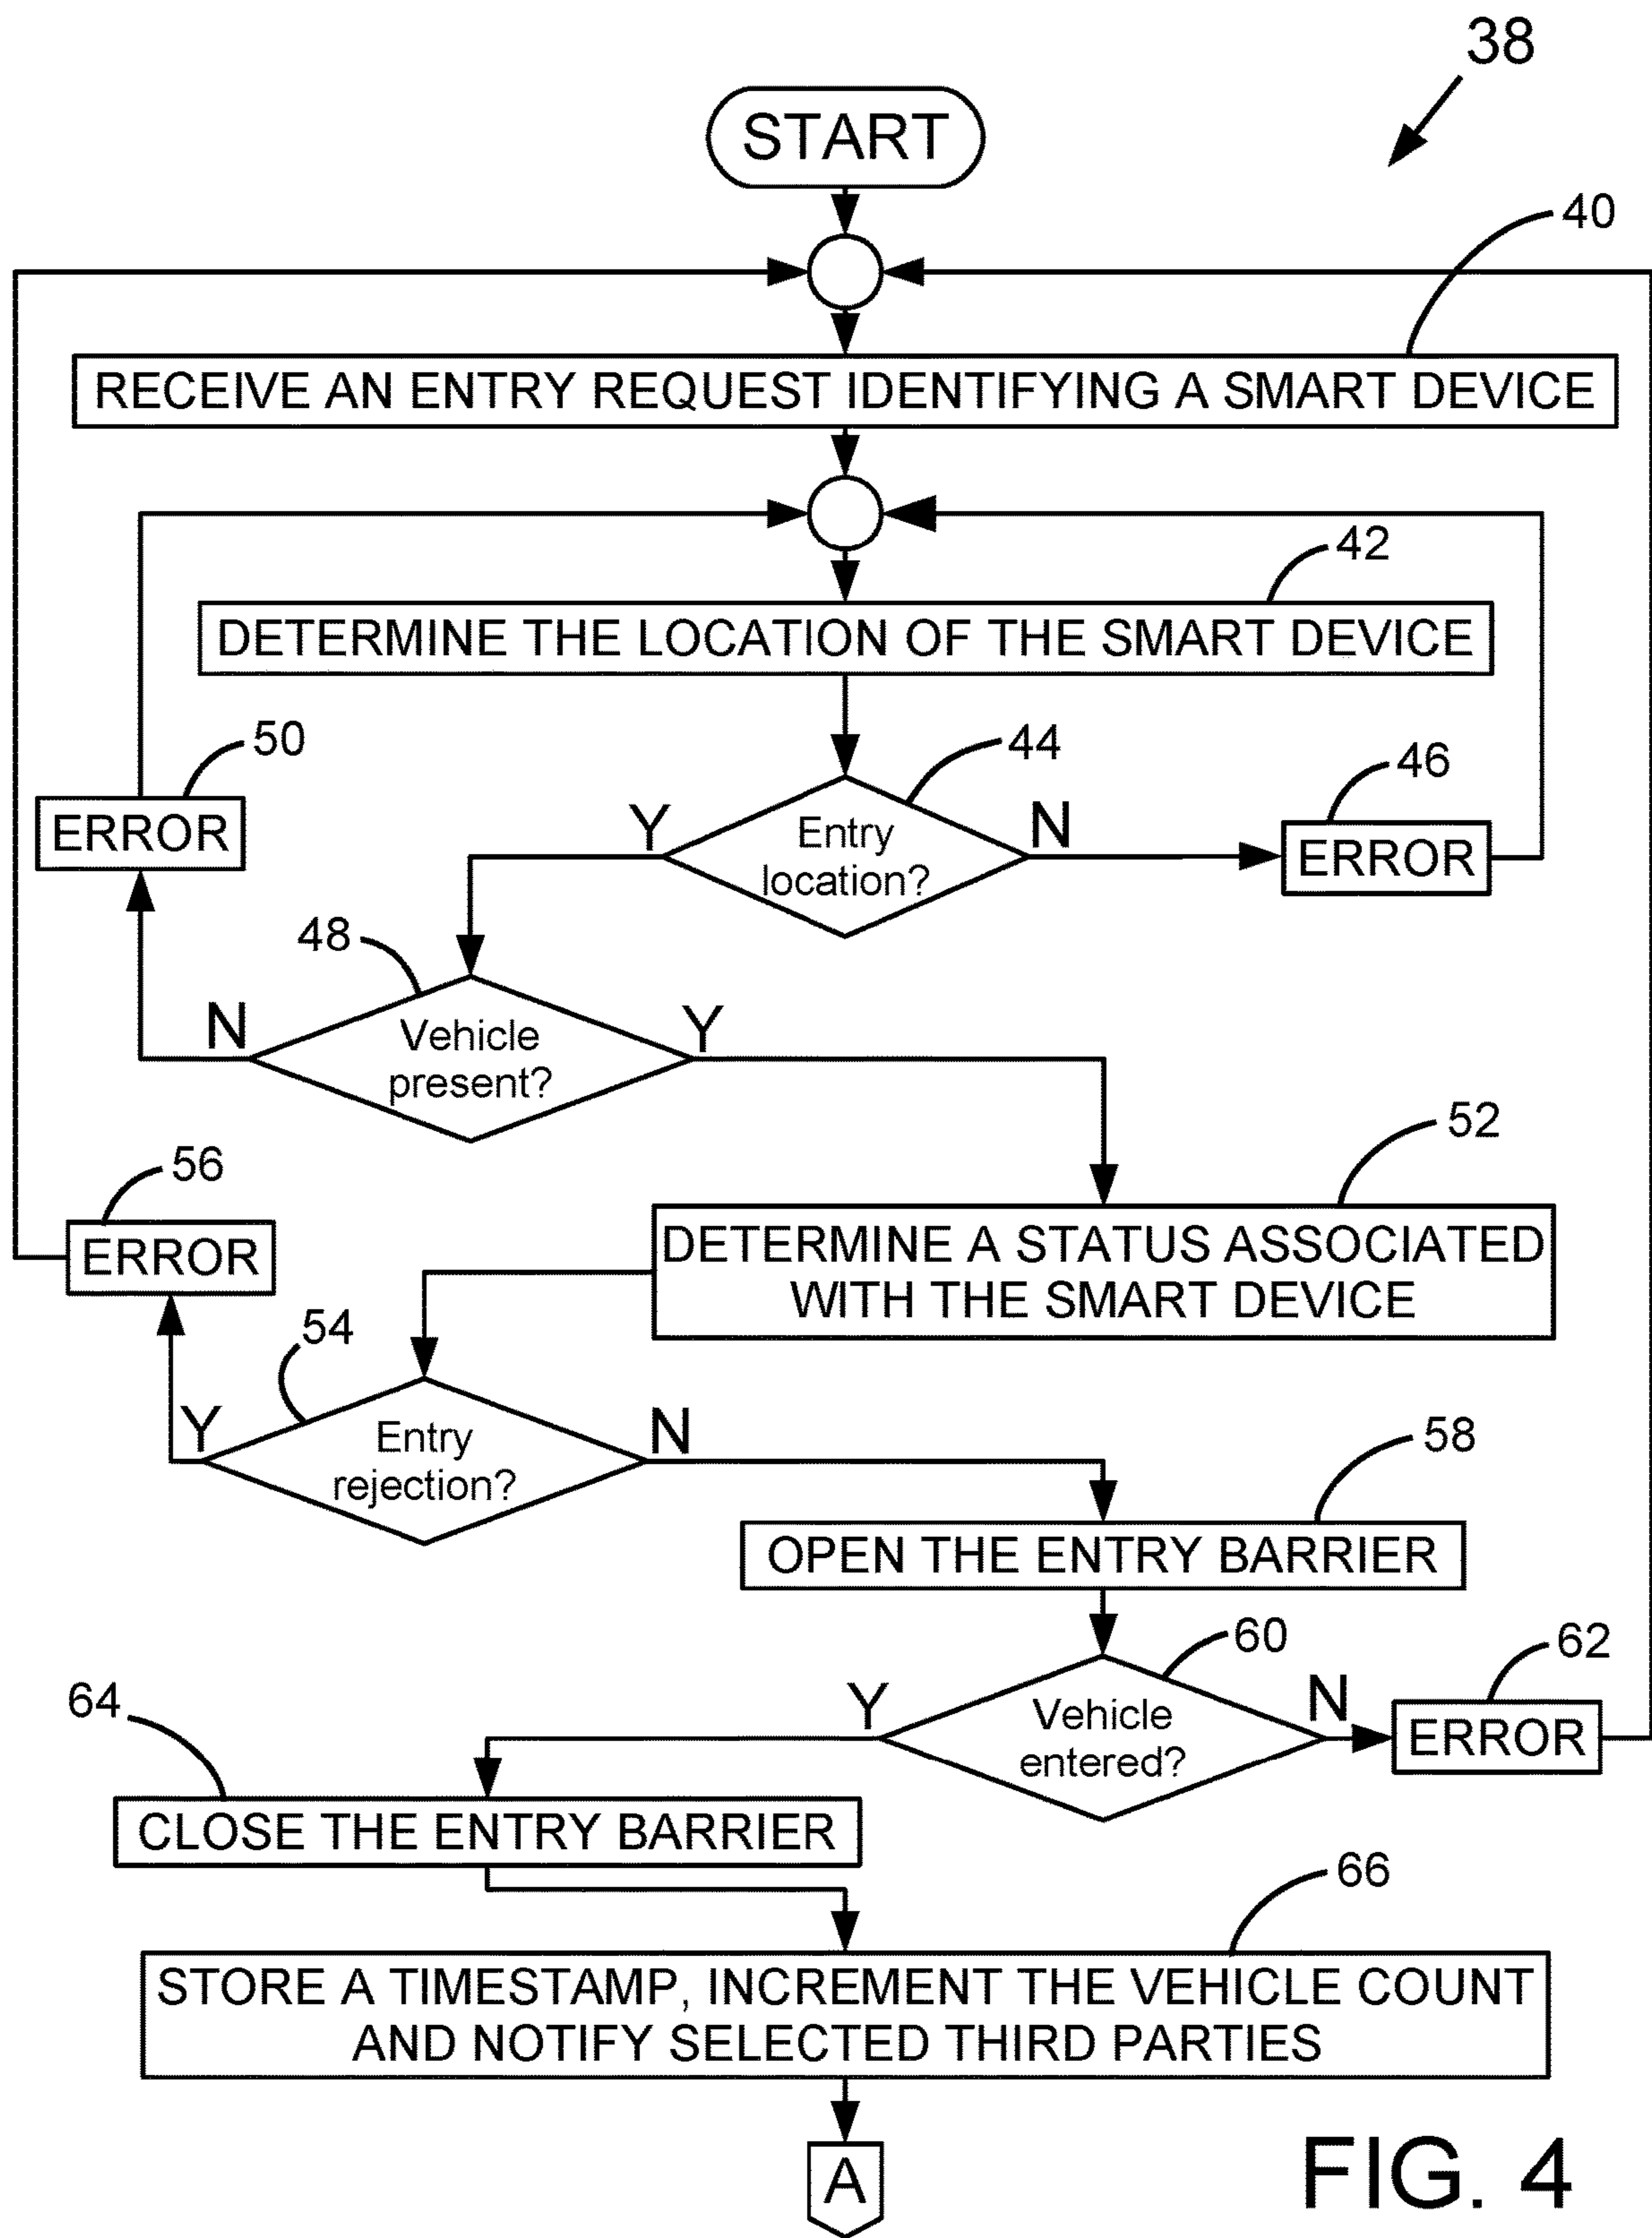 38
START
40
RECEIVE AN ENTRY REQUEST IDENTIFYING A SMART DEVICE
42
DETERMINE THE LOCATION OF THE SMART DEVICE
50
44
46
ERROR
Y
Entry
location?
N
ERROR
48
N
Vehicle
present?
Y
52
56
ERROR
DETERMINE A STATUS ASSOCIATED
WITH THE SMART DEVICE
54
Y
Entry
rejection?
N
58
OPEN THE ENTRY BARRIER
60
62
64
Y
Vehicle
entered?
N
ERROR
CLOSE THE ENTRY BARRIER
66
STORE A TIMESTAMP, INCREMENT THE VEHICLE COUNT
AND NOTIFY SELECTED THIRD PARTIES
A
FIG. 4